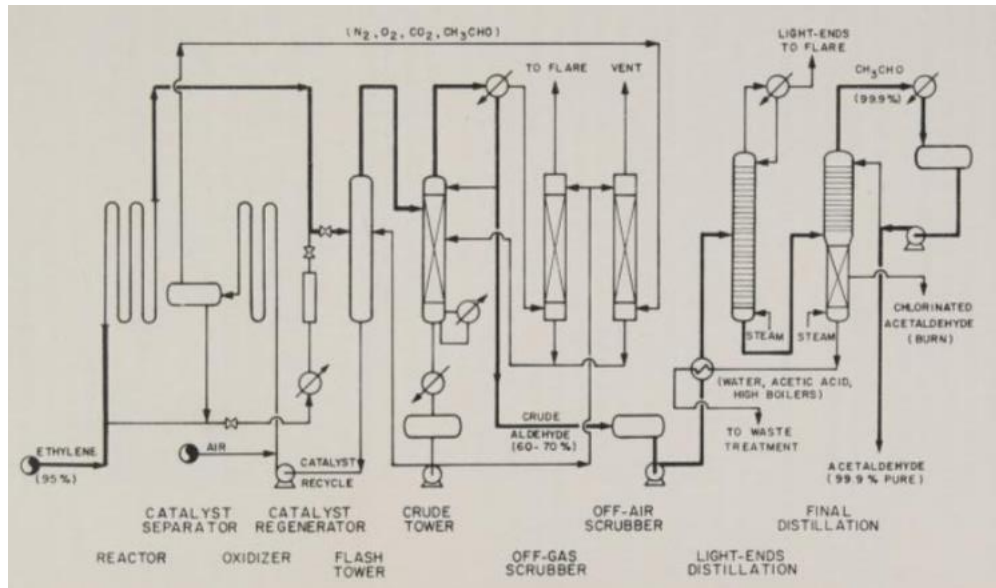 (N2, O2, CO2, CH3CHO)
TO FLARE
VENT
LIGHT-ENDS
TO FLARE
CH3CHO
(99.9%)
STEAM
STEAM
CHLORINATED
ACETALDEHYDE
(BURN)
(WATER, ACETIC ACID,
HIGH BOILERS)
TO WASTE
TREATMENT
CRUDE
ALDEHYDE
(60-70%)
ETHYLENE
(95%)
AIR
CATALYST
RECYCLE
ACETALDEHYDE
(99.9% PURE)
CATALYST
SEPARATOR
CATALYST
REGENERATOR
CRUDE
TOWER
OFF-AIR
SCRUBBER
FINAL
DISTILLATION
REACTOR
OXIDIZER
FLASH
TOWER
OFF-GAS
SCRUBBER
LIGHT-ENDS
DISTILLATION